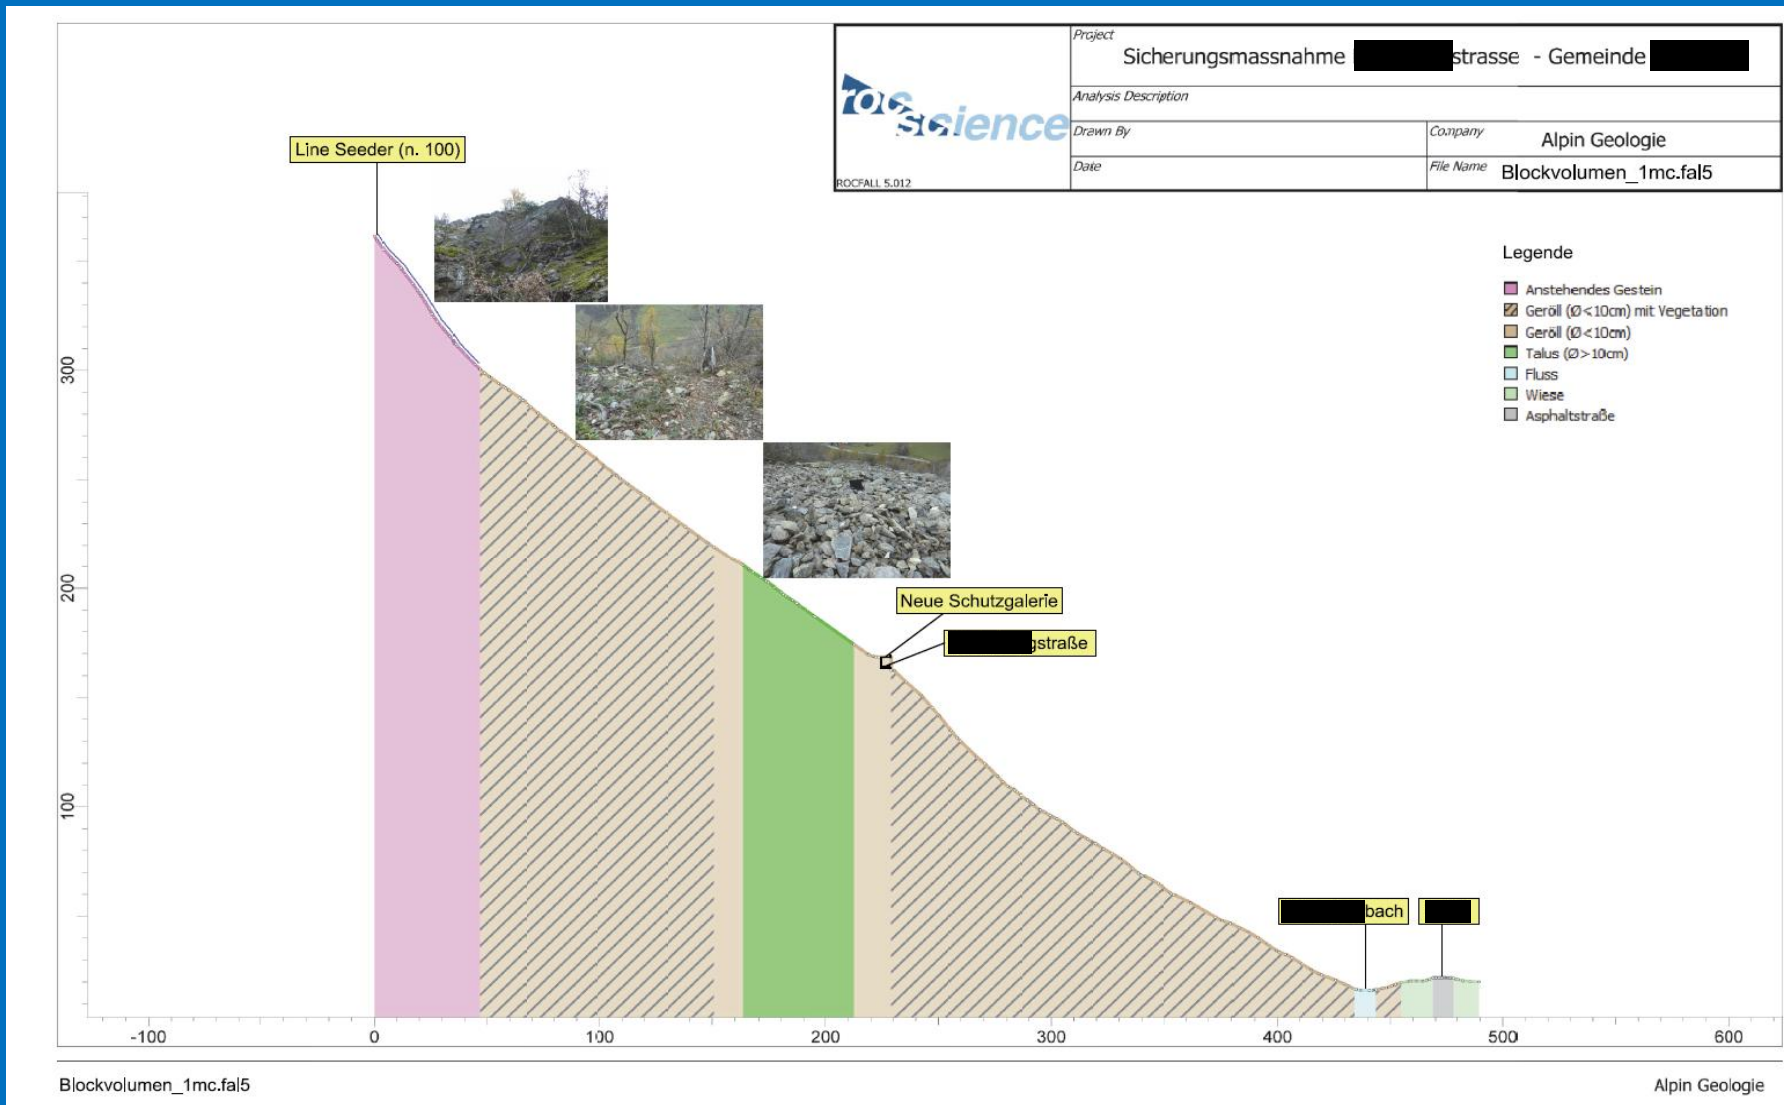 Project
Sicherungsmassnahme strasse - Gemeinde
rocscience
Analysis Description
Drawn By
Company
Alpin Geologie
Date
File Name
Blockvolumen_1mc.fal5
ROCFALL 5.012
Line Seeder (n. 100)
Legende
Anstehendes Gestein
Geröll (Ø<10cm) mit Vegetation
Geröll (Ø<10cm)
Talus (Ø>10cm)
Fluss
Wiese
Asphaltstraße
300
200
100
Neue Schutzgalerie
gstraße
bach
-100 0 100 200 300 400 500 600
Blockvolumen_1mc.fal5
Alpin Geologie